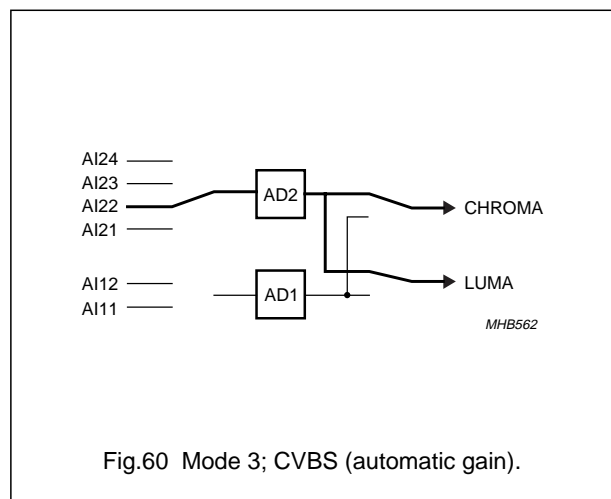 AI24
AI23
AI22
AI21
AD2
CHROMA
AI12
AI11
AD1
LUMA
MHB562
Fig.60 Mode 3; CVBS (automatic gain).